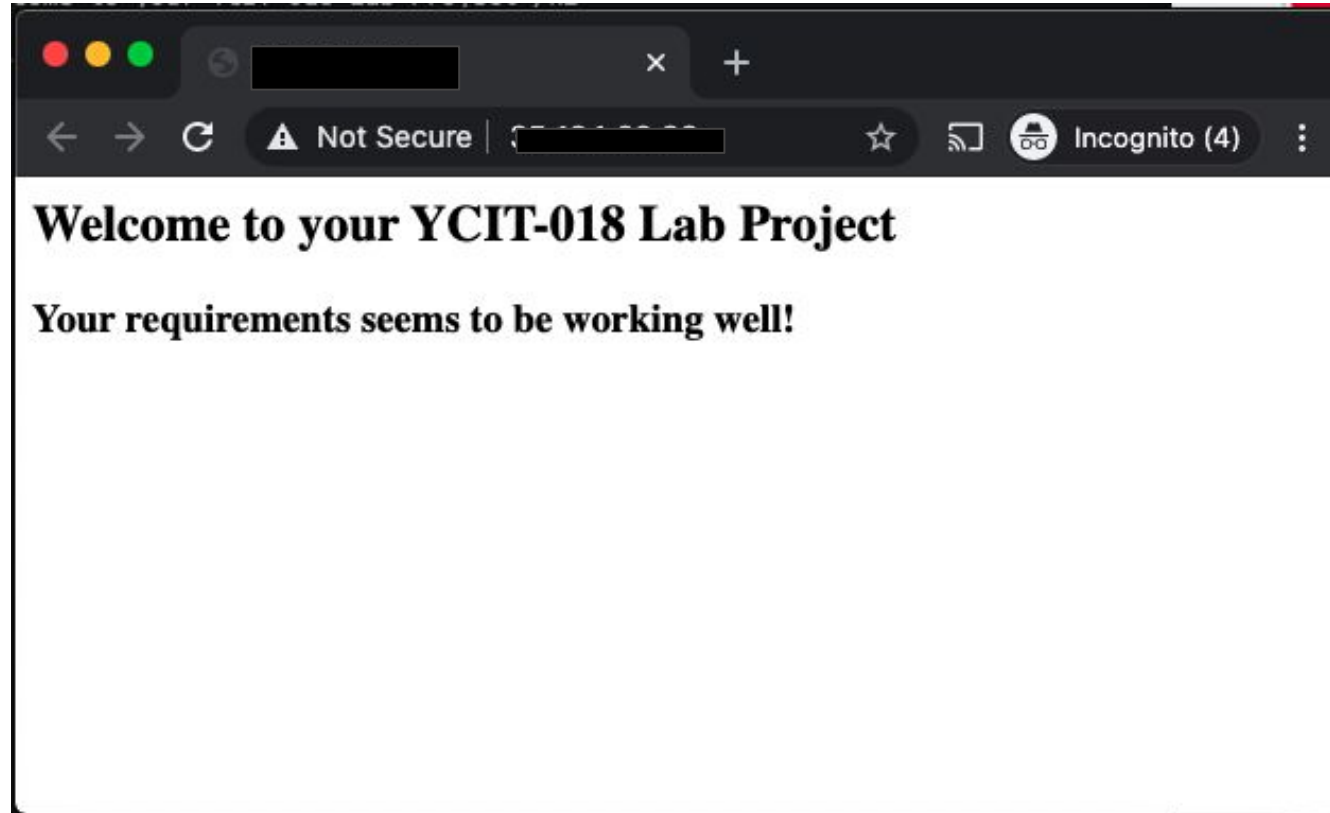 Not Secure
Incognito (4)
Welcome to your YCIT-018 Lab Project
Your requirements seems to be working well!